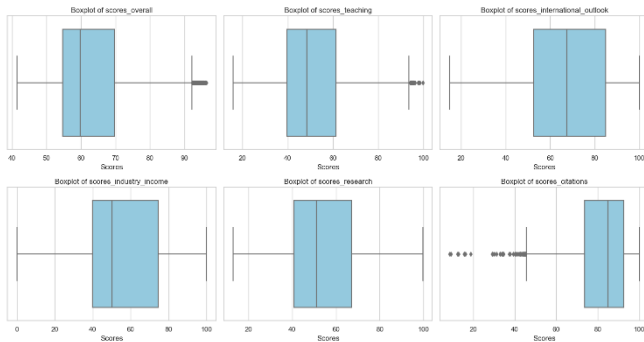 Boxplot of scores_overall
40 50 60 70 80 90
Scores
Boxplot of scores_teaching
20 40 60 80 100
Scores
Boxplot of scores_international_outlook
20 40 60 80 100
Scores
Boxplot of scores_industry_income
0 20 40 60 80 100
Scores
Boxplot of scores_research
20 40 60 80 100
Scores
Boxplot of scores_citations
20 40 60 80 100
Scores